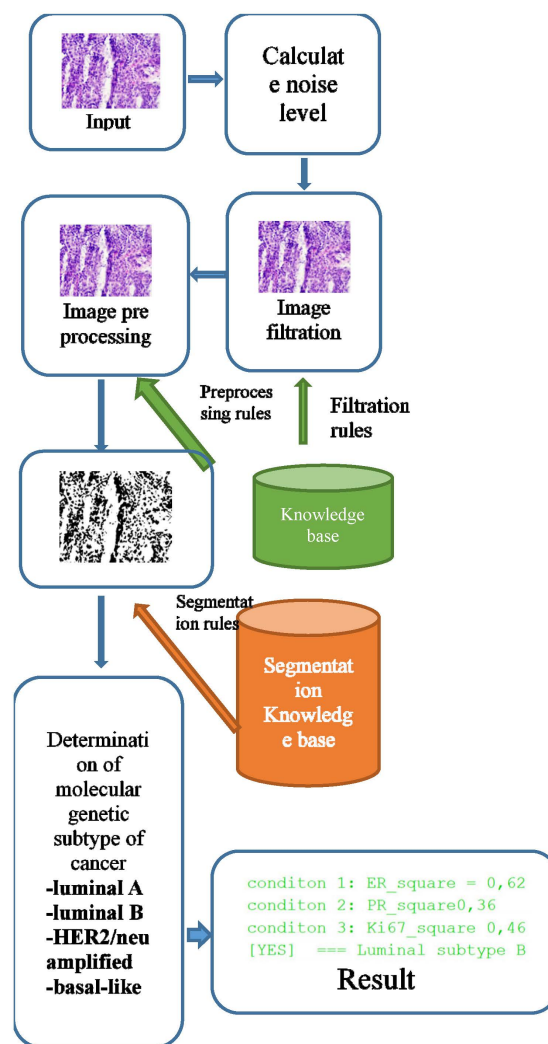 Input
Calculat
e noise
level
Image pre
processing
Image
filtration
Preproces
sing rules
Filtration
rules
Knowledge
base
Segmentat
ion rules
Segmentat
ion
Knowledg
e base
Determinati
on of
molecular
genetic
subtype of
cancer
-luminal A
-luminal B
-HER2/neu
amplified
-basal-like
conditon 1: ER_square = 0,62
conditon 2: PR_square0,36
conditon 3: Ki67_square 0,46
[YES] === Luminal subtype B
Result